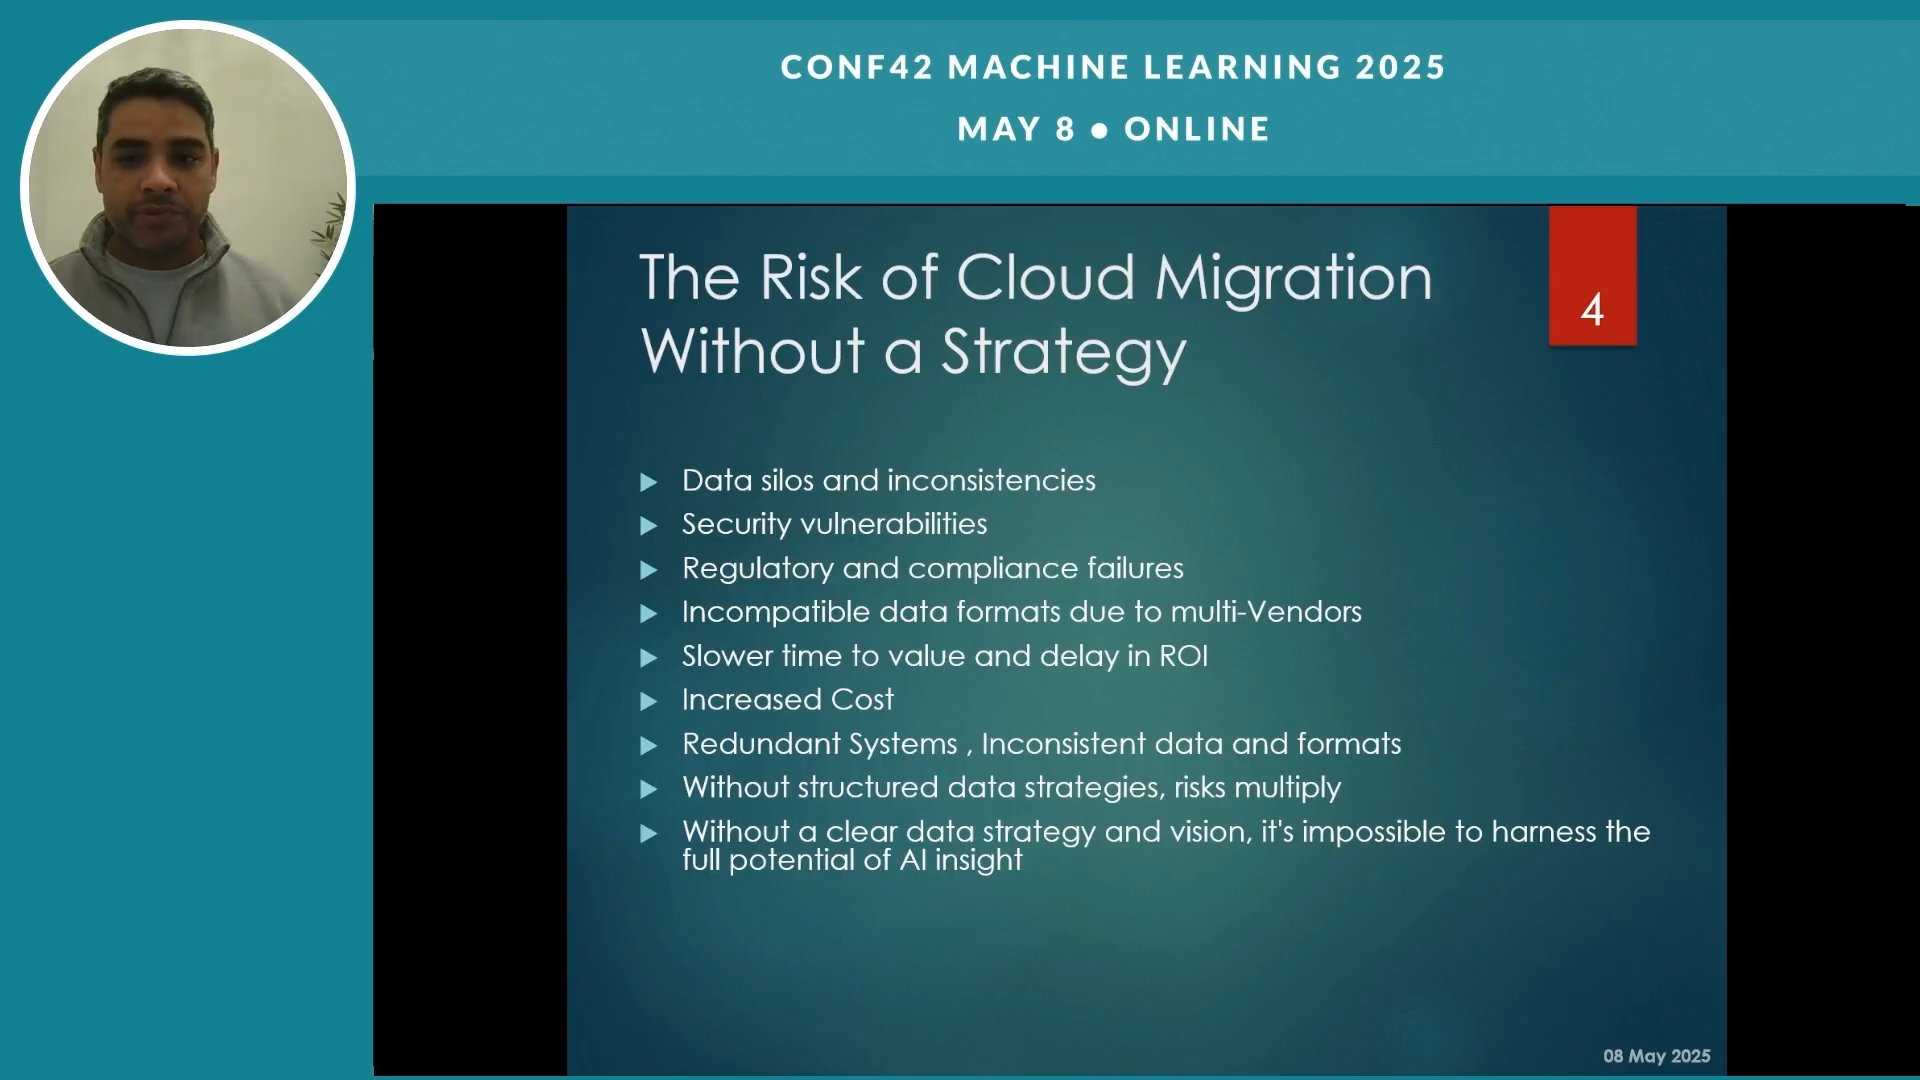 CONF42 MACHINE LEARNING 2025
MAY 8 ● ONLINE
The Risk of Cloud Migration
Without a Strategy
4
Data silos and inconsistencies
Security vulnerabilities
Regulatory and compliance failures
Incompatible data formats due to multi-Vendors
Slower time to value and delay in ROI
Increased Cost
Redundant Systems , Inconsistent data and formats
Without structured data strategies, risks multiply
Without a clear data strategy and vision, it's impossible to harness the
full potential of AI insight
08 May 2025